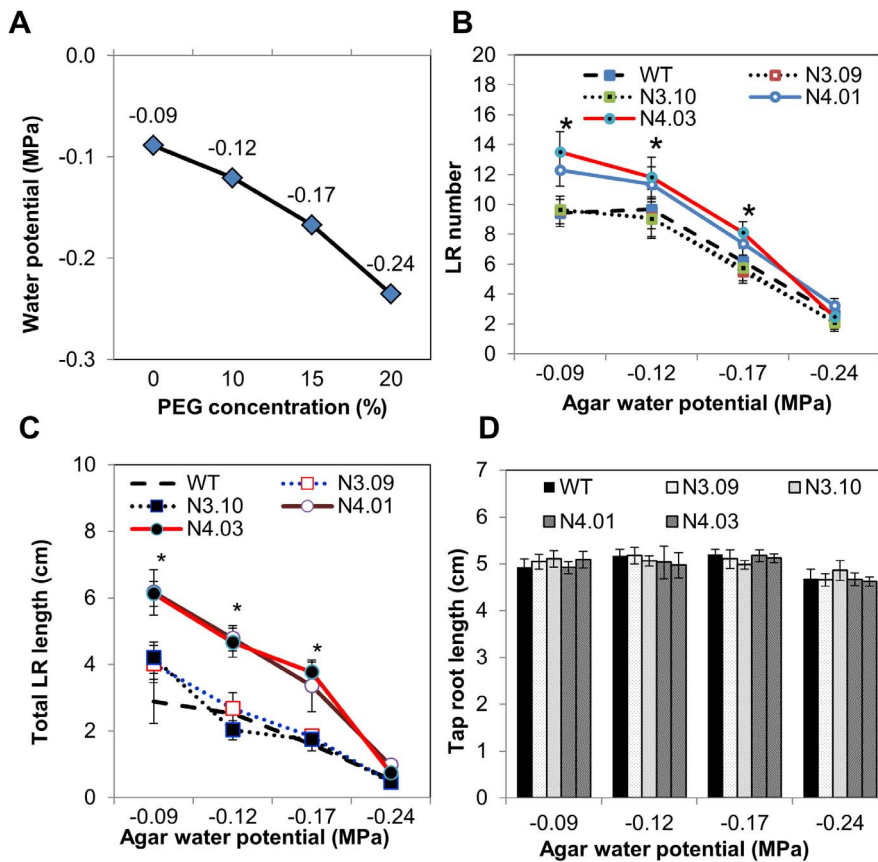 A
0.0
-0.1
-0.2
-0.3
Water potential (MPa)
-0.09
-0.12
-0.17
-0.24
0 10 15 20
PEG concentration (%)
B
20
18
16
14
12
10
8
6
4
2
0
LR number
WT N3.09
N3.10 N4.01
N4.03
*
*
*
-0.09 -0.12 -0.17 -0.24
Agar water potential (MPa)
C
10
8
6
4
2
0
Total LR length (cm)
WT N3.09
N3.10 N4.01
N4.03
*
*
*
-0.09 -0.12 -0.17 -0.24
Agar water potential (MPa)
D
7
6
5
4
3
2
1
0
Tap root length (cm)
WT N3.09 N3.10
N4.01 N4.03
-0.09 -0.12 -0.17 -0.24
Agar water potential (MPa)